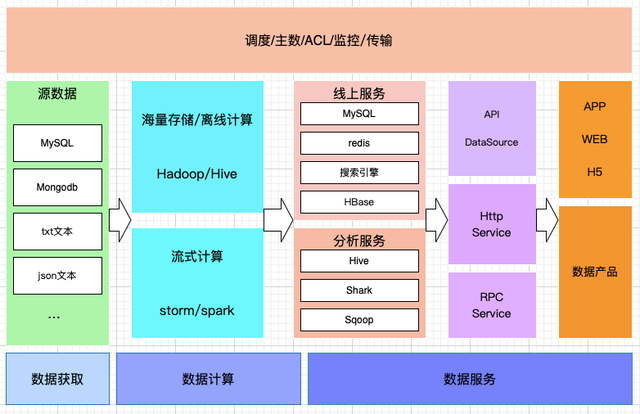 调度/主数/ACL/监控/传输
源数据
MySQL
Mongodb
txt文本
json文本
...
海量存储/离线计算
Hadoop/Hive
流式计算
storm/spark
线上服务
MySQL
redis
搜索引擎
HBase
分析服务
Hive
Shark
Sqoop
API
DataSource
Http
Service
RPC
Service
APP
WEB
H5
数据产品
数据获取
数据计算
数据服务